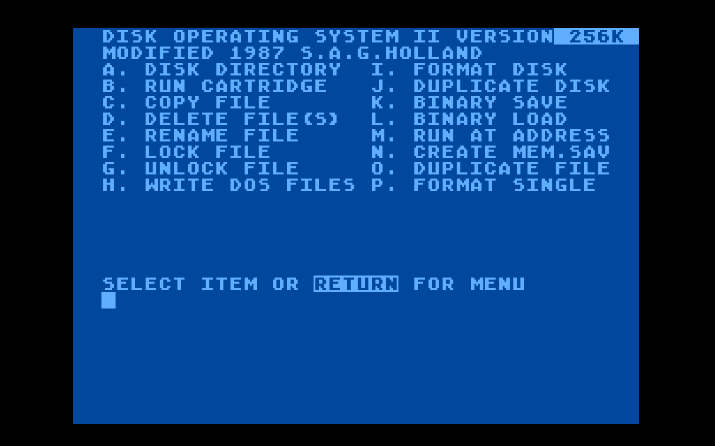 DISK OPERATING SYSTEM II VERSION 256K
MODIFIED 1987 S.A.G.HOLLAND
A. DISK DIRECTORY I. FORMAT DISK
B. RUN CARTRIDGE J. DUPLICATE DISK
C. COPY FILE K. BINARY SAVE
D. DELETE FILE(S) L. BINARY LOAD
E. RENAME FILE M. RUN AT ADDRESS
F. LOCK FILE N. CREATE MEM.SAV
G. UNLOCK FILE O. DUPLICATE FILE
H. WRITE DOS FILES P. FORMAT SINGLE
SELECT ITEM OR RETURN FOR MENU